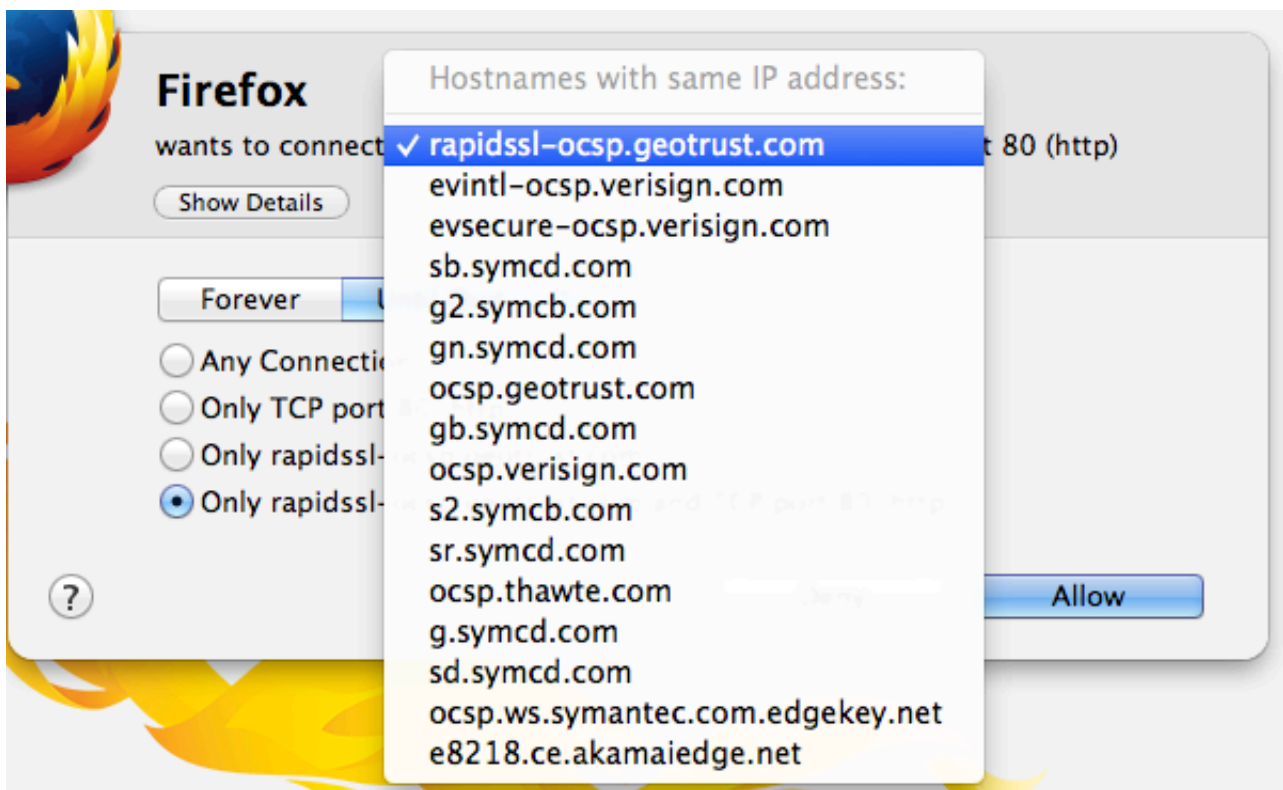 Firefox
wants to connect
t 80 (http)
Show Details
Hostnames with same IP address:
✓ rapidssl-ocsp.geotrust.com
evintl-ocsp.verisign.com
evsecure-ocsp.verisign.com
sb.symcd.com
g2.symcb.com
gn.symcd.com
ocsp.geotrust.com
gb.symcd.com
ocsp.verisign.com
s2.symcb.com
sr.symcd.com
ocsp.thawte.com
g.symcd.com
sd.symcd.com
ocsp.ws.symantec.com.edgekey.net
e8218.ce.akamaiedge.net
Forever
Any Connecti
Only TCP port
Only rapidssl-
Only rapidssl-
?
Allow